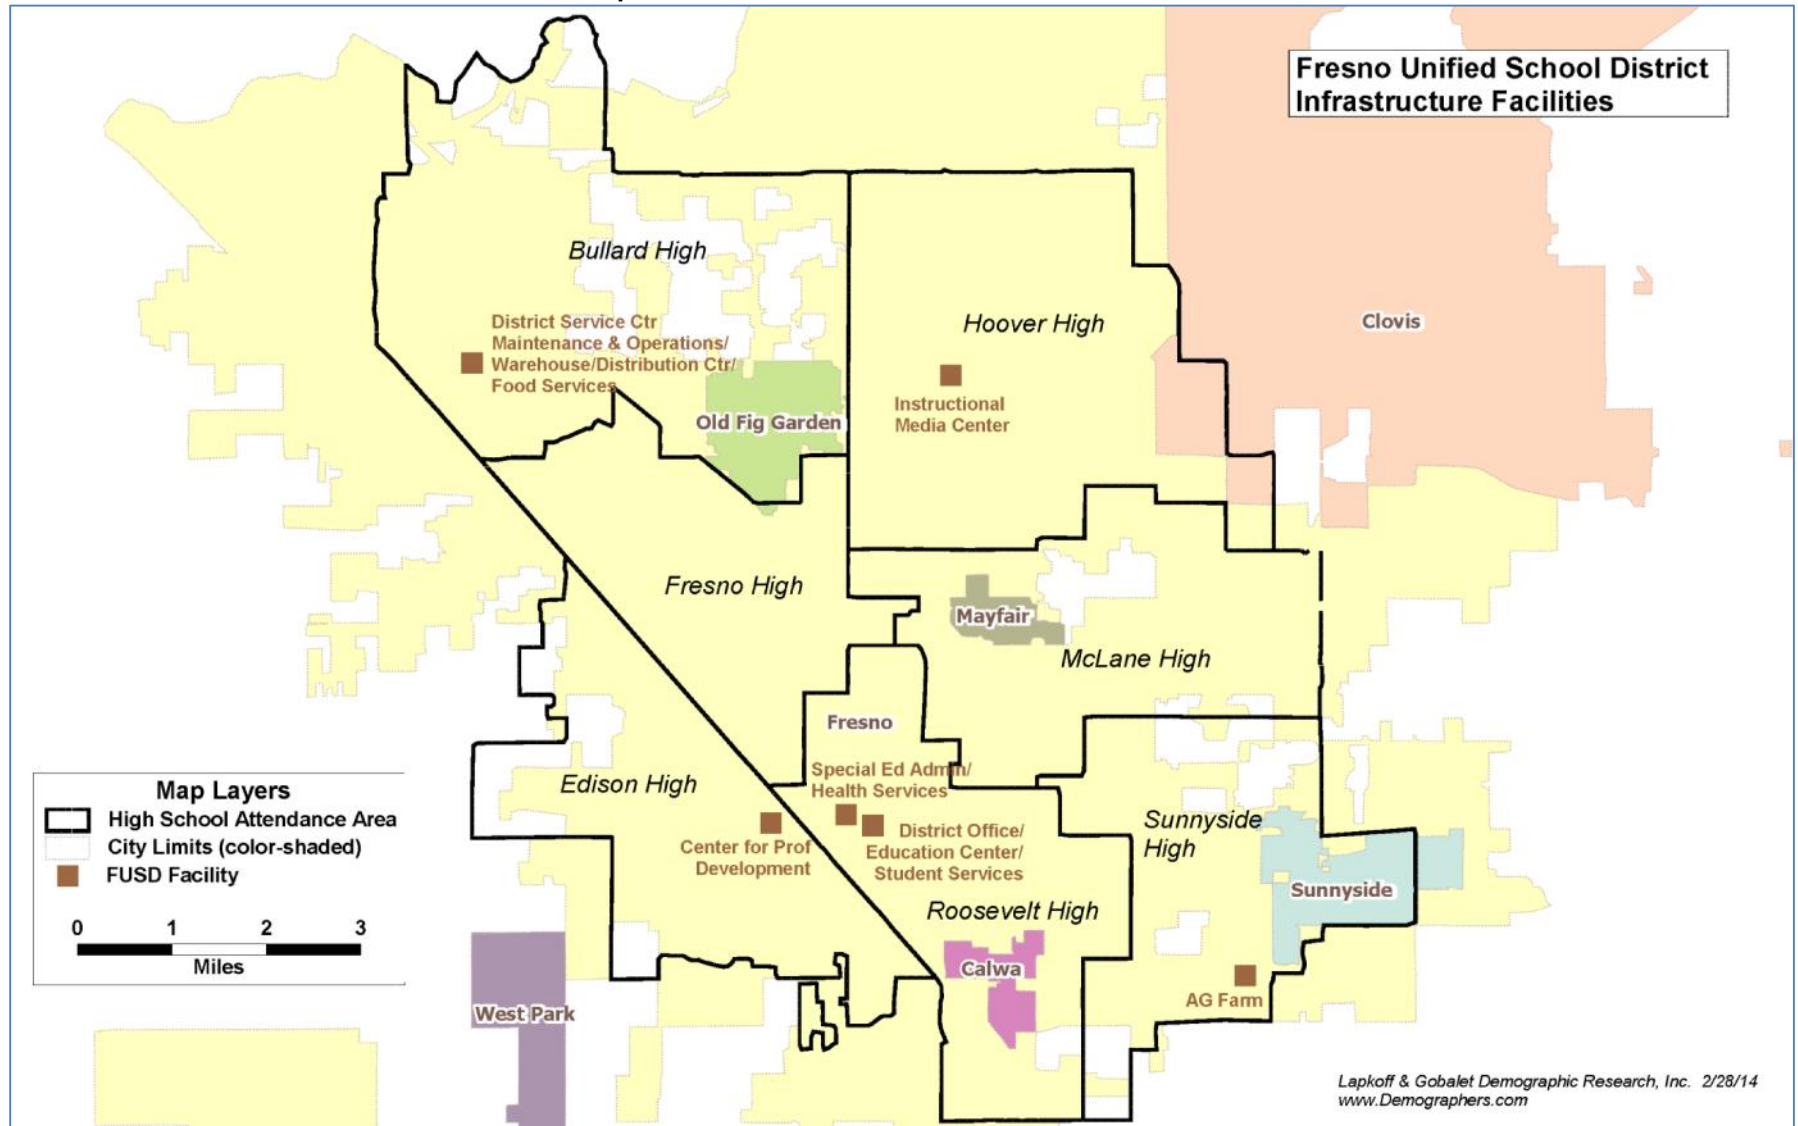 Fresno Unified School District
Infrastructure Facilities
Bullard High
District Service Ctr
Maintenance & Operations/
Warehouse/Distribution Ctr/
Food Services
Hoover High
Clovis
Instructional
Media Center
Old Fig Garden
Fresno High
Mayfair
McLane High
Fresno
Edison High
Special Ed Admin/
Health Services
Center for Prof
Development
District Office/
Education Center/
Student Services
Sunnyside
High
Sunnyside
Roosevelt High
Calwa
AG Farm
West Park
Map Layers
High School Attendance Area
City Limits (color-shaded)
FUSD Facility
0 1 2 3
Miles
Lapkoff & Gobalet Demographic Research, Inc. 2/28/14
www.Demographers.com